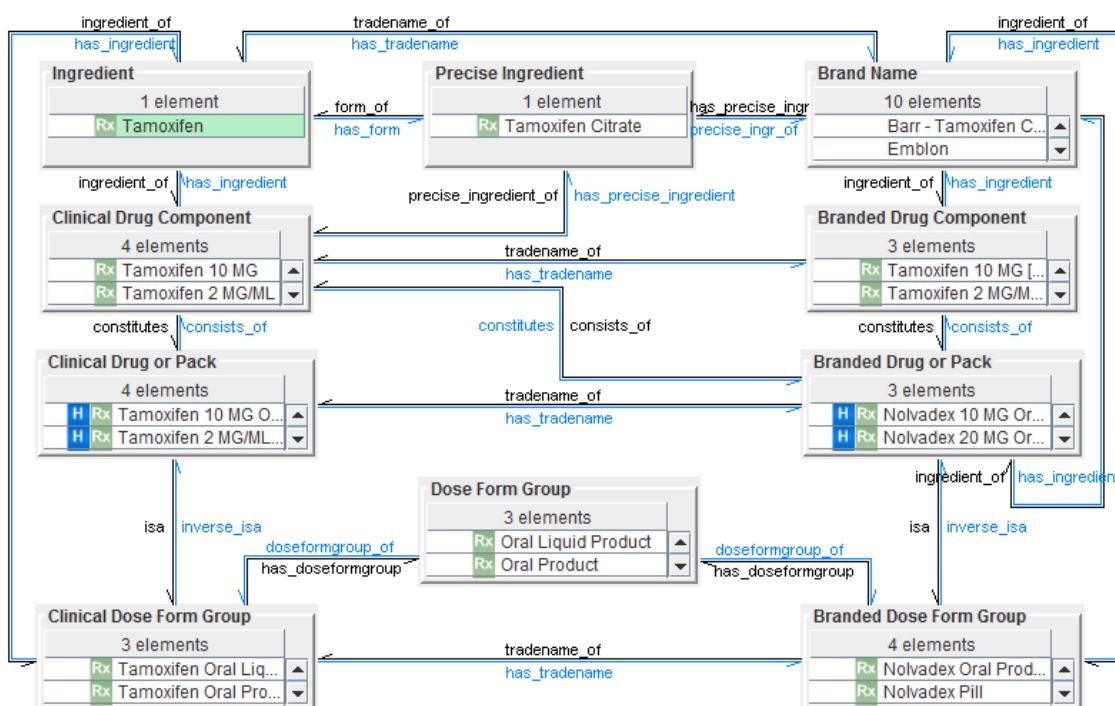 ingredient_of
tradename_of
ingredient_of
has_ingredient
has_tradename
has_ingredient
Ingredient
Precise Ingredient
Brand Name
1 element
1 element
10 elements
Rx Tamoxifen
Rx Tamoxifen Citrate
Barr - Tamoxifen C...
Emblon
form_of
has_form
has_precise_ingr
precise_ingr_of
ingredient_of
has_ingredient
precise_ingredient_of
has_precise_ingredient
ingredient_of
has_ingredient
Clinical Drug Component
Branded Drug Component
4 elements
3 elements
Rx Tamoxifen 10 MG
Rx Tamoxifen 2 MG/ML
tradename_of
has_tradename
Rx Tamoxifen 10 MG [...
Rx Tamoxifen 2 MG/M...
constitutes
consists_of
constitutes
consists_of
constitutes
consists_of
Clinical Drug or Pack
Branded Drug or Pack
4 elements
3 elements
H Rx Tamoxifen 10 MG O...
H Rx Tamoxifen 2 MG/ML...
tradename_of
has_tradename
H Rx Nolvadex 10 MG Or...
H Rx Nolvadex 20 MG Or...
ingredient_of
has_ingredient
Dose Form Group
3 elements
Rx Oral Liquid Product
Rx Oral Product
isa
inverse_isa
isa
inverse_isa
doseformgroup_of
has_doseformgroup
doseformgroup_of
has_doseformgroup
Clinical Dose Form Group
Branded Dose Form Group
3 elements
4 elements
Rx Tamoxifen Oral Liq...
Rx Tamoxifen Oral Pro...
tradename_of
has_tradename
Rx Nolvadex Oral Prod...
Rx Nolvadex Pill